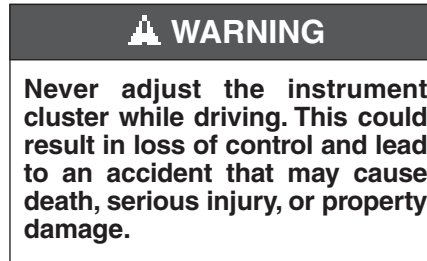 WARNING
Never adjust the instrument
cluster while driving. This could
result in loss of control and lead
to an accident that may cause
death, serious injury, or property
damage.